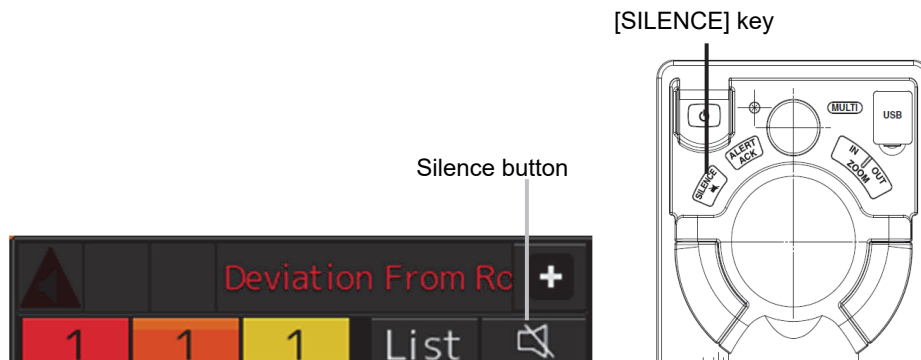 [SILENCE] key
MULTI
USB
ALERT
ACK
IN
OUT
ZOOM
SILENCE
Silence button
Deviation From Ro
1 1 1 List